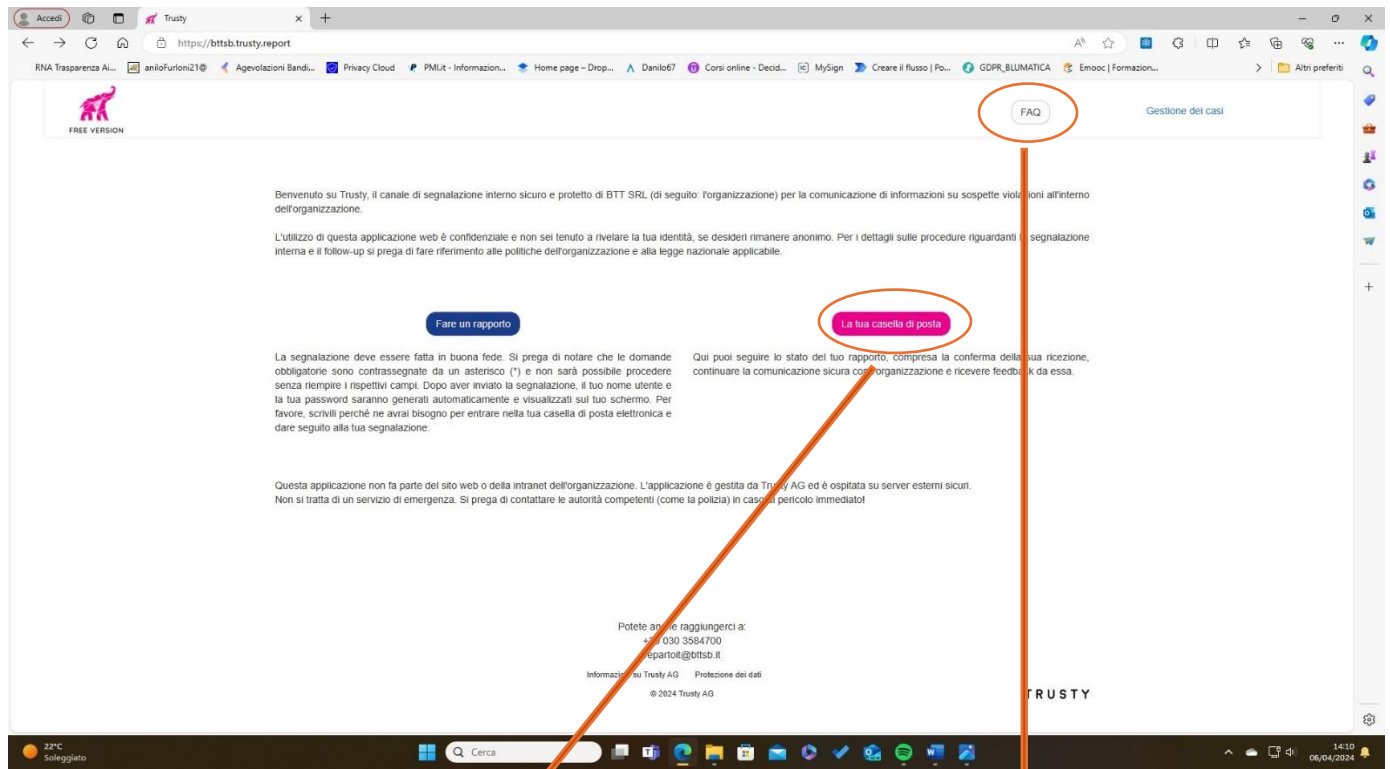 Accedi
Trusty
https://bttsb.trusty.report
RNA Trasparenza Ai... aniloFurloni21@ Agevolazioni Bandi... Privacy Cloud PMI.it - Informazion... Home page – Drop... Danilo67 Corsi online - Decid... MySign Creare il flusso | Po... GDPR_BLUMATICA Emooc | Formazion... Altri preferiti
FREE VERSION
FAQ
Gestione dei casi
Benvenuto su Trusty, il canale di segnalazione interno sicuro e protetto di BTT SRL (di seguito: l'organizzazione) per la comunicazione di informazioni su sospette violazioni all'interno
dell'organizzazione.
L'utilizzo di questa applicazione web è confidenziale e non sei tenuto a rivelare la tua identità, se desideri rimanere anonimo. Per i dettagli sulle procedure riguardanti la segnalazione
interna e il follow-up si prega di fare riferimento alle politiche dell'organizzazione e alla legge nazionale applicabile.
Fare un rapporto
La segnalazione deve essere fatta in buona fede. Si prega di notare che le domande
obbligatorie sono contrassegnate da un asterisco (*) e non sarà possibile procedere
senza riempire i rispettivi campi. Dopo aver inviato la segnalazione, il tuo nome utente e
la tua password saranno generati automaticamente e visualizzati sul tuo schermo. Per
favore, scrivili perché ne avrai bisogno per entrare nella tua casella di posta elettronica e
dare seguito alla tua segnalazione.
La tua casella di posta
Qui puoi seguire lo stato del tuo rapporto, compresa la conferma della sua ricezione,
continuare la comunicazione sicura con l'organizzazione e ricevere feedback da essa.
Questa applicazione non fa parte del sito web o della intranet dell'organizzazione. L'applicazione è gestita da Trusty AG ed è ospitata su server esterni sicuri.
Non si tratta di un servizio di emergenza. Si prega di contattare le autorità competenti (come la polizia) in caso di pericolo immediato!
Potete anche raggiungerci a:
030 3584700
repartoit@bttsb.it
Informazioni su Trusty AG Protezione dei dati
© 2024 Trusty AG
TRUSTY
22°C
Soleggiato
Cerca
14:10
06/04/2024